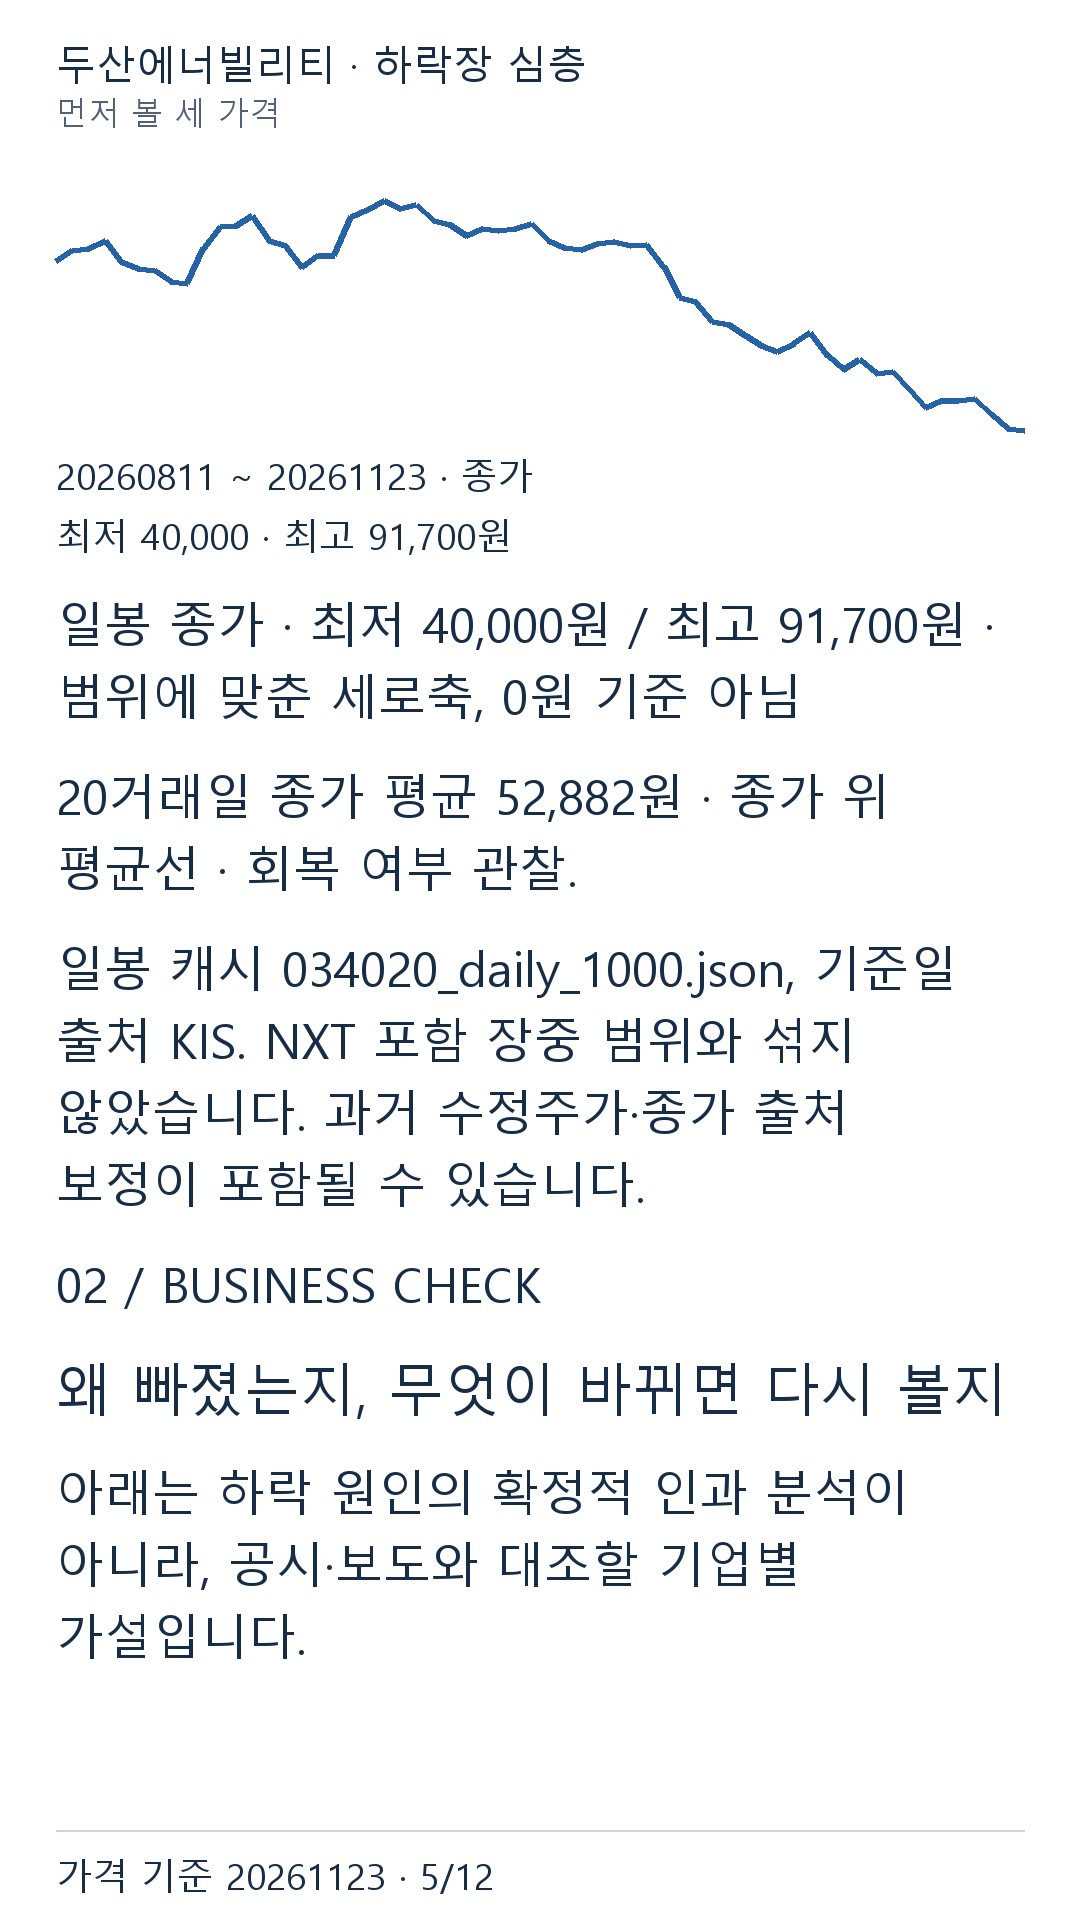 두산에너빌리티 · 하락장 심층
먼저 볼 세 가격
20260811 ~ 20261123 · 종가
최저 40,000 · 최고 91,700원
일봉 종가 · 최저 40,000원 / 최고 91,700원 ·
범위에 맞춘 세로축, 0원 기준 아님
20거래일 종가 평균 52,882원 · 종가 위
평균선 · 회복 여부 관찰.
일봉 캐시 034020_daily_1000.json, 기준일
출처 KIS. NXT 포함 장중 범위와 섞지
않았습니다. 과거 수정주가·종가 출처
보정이 포함될 수 있습니다.
02 / BUSINESS CHECK
왜 빠졌는지, 무엇이 바뀌면 다시 볼지
아래는 하락 원인의 확정적 인과 분석이
아니라, 공시·보도와 대조할 기업별
가설입니다.
가격 기준 20261123 · 5/12